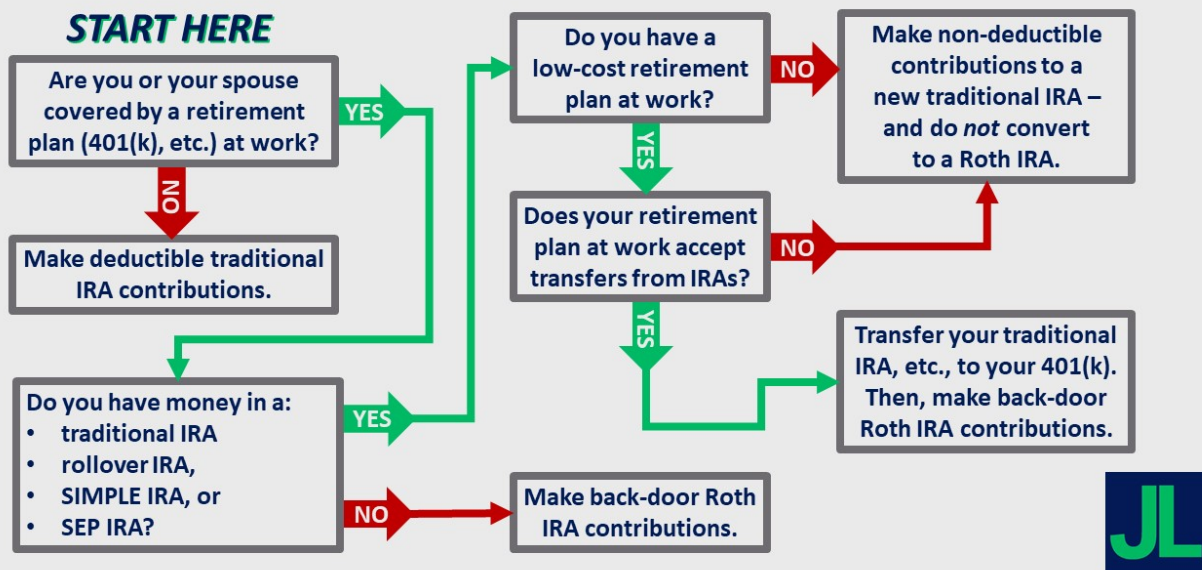 START HERE
Are you or your spouse
covered by a retirement
plan (401(k), etc.) at work?
YES
NO
Make deductible traditional
IRA contributions.
Do you have money in a:
• traditional IRA
• rollover IRA,
• SIMPLE IRA, or
• SEP IRA?
YES
NO
Make back-door Roth
IRA contributions.
Do you have a
low-cost retirement
plan at work?
NO
YES
Make non-deductible
contributions to a
new traditional IRA –
and do not convert
to a Roth IRA.
Does your retirement
plan at work accept
transfers from IRAs?
NO
YES
Transfer your traditional
IRA, etc., to your 401(k).
Then, make back-door
Roth IRA contributions.
JL